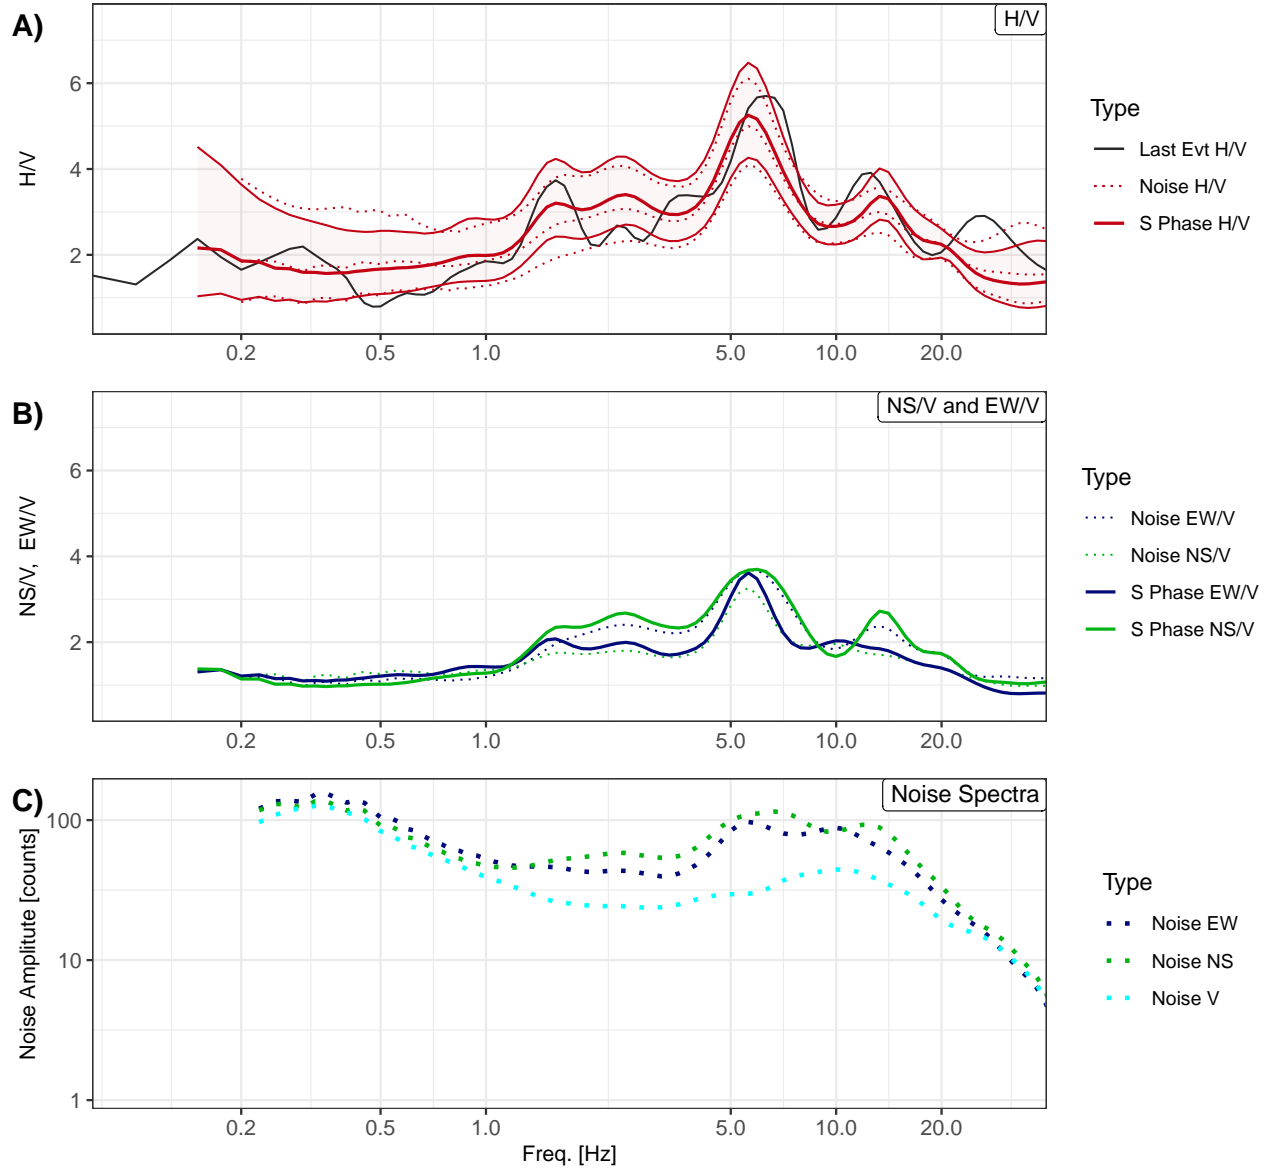 A)
H/V
H/V
6
4
2
0.2 0.5 1.0 5.0 10.0 20.0
Type
Last Evt H/V
Noise H/V
S Phase H/V
B)
NS/V and EW/V
NS/V, EW/V
6
4
2
0.2 0.5 1.0 5.0 10.0 20.0
Type
Noise EW/V
Noise NS/V
S Phase EW/V
S Phase NS/V
C)
Noise Spectra
Noise Amplitute [counts]
100
10
1
0.2 0.5 1.0 5.0 10.0 20.0
Freq. [Hz]
Type
Noise EW
Noise NS
Noise V